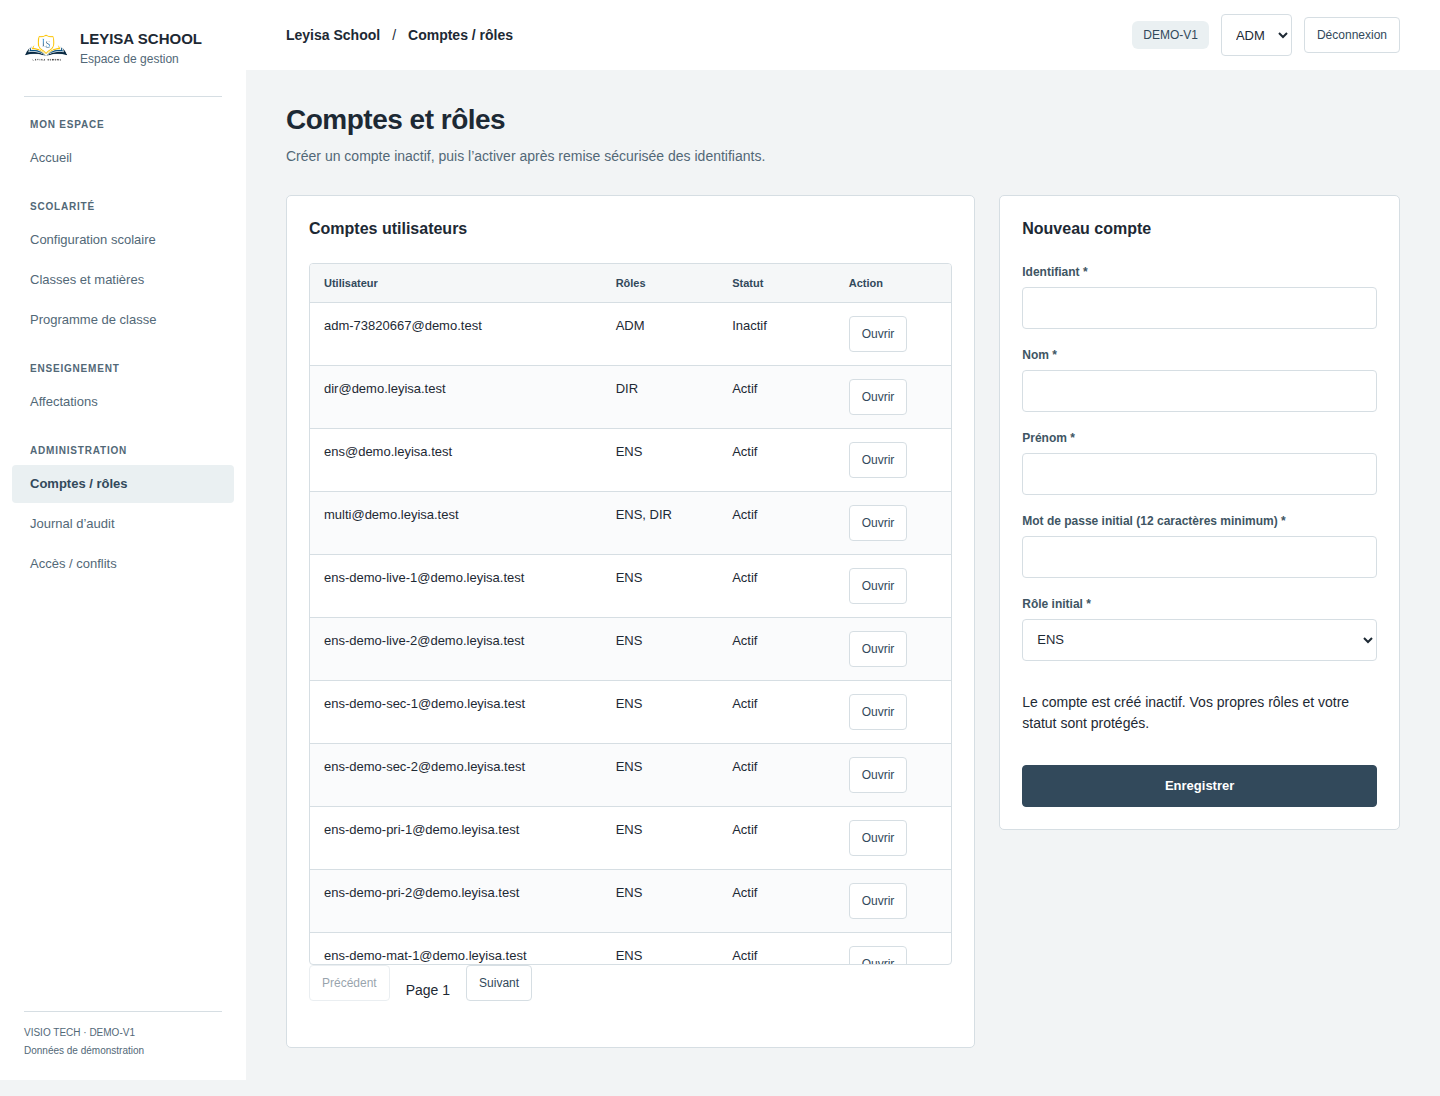 LEYISA SCHOOL
Espace de gestion
MON ESPACE
Accueil
SCOLARITÉ
Configuration scolaire
Classes et matières
Programme de classe
ENSEIGNEMENT
Affectations
ADMINISTRATION
Comptes / rôles
Journal d’audit
Accès / conflits
VISIO TECH · DEMO-V1
Données de démonstration
Leyisa School / Comptes / rôles
DEMO-V1 ADM Déconnexion
Comptes et rôles
Créer un compte inactif, puis l’activer après remise sécurisée des identifiants.
Comptes utilisateurs
Utilisateur Rôles Statut Action
adm-73820667@demo.test ADM Inactif Ouvrir
dir@demo.leyisa.test DIR Actif Ouvrir
ens@demo.leyisa.test ENS Actif Ouvrir
multi@demo.leyisa.test ENS, DIR Actif Ouvrir
ens-demo-live-1@demo.leyisa.test ENS Actif Ouvrir
ens-demo-live-2@demo.leyisa.test ENS Actif Ouvrir
ens-demo-sec-1@demo.leyisa.test ENS Actif Ouvrir
ens-demo-sec-2@demo.leyisa.test ENS Actif Ouvrir
ens-demo-pri-1@demo.leyisa.test ENS Actif Ouvrir
ens-demo-pri-2@demo.leyisa.test ENS Actif Ouvrir
ens-demo-mat-1@demo.leyisa.test ENS Actif Ouvrir
Précédent Page 1 Suivant
Nouveau compte
Identifiant *
Nom *
Prénom *
Mot de passe initial (12 caractères minimum) *
Rôle initial *
ENS
Le compte est créé inactif. Vos propres rôles et votre
statut sont protégés.
Enregistrer